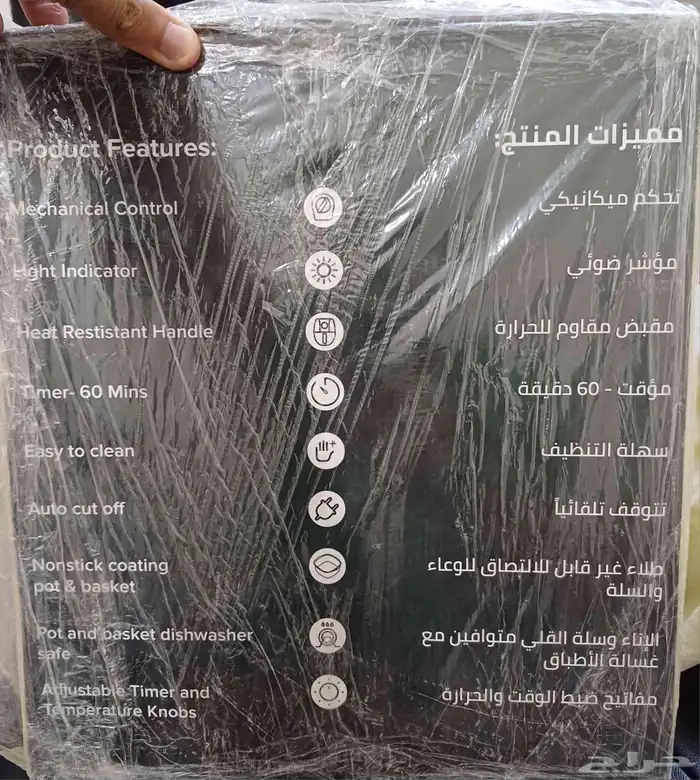 Product Features:
مميزات المنتج:
Mechanical Control
تحكم ميكانيكي
Light Indicator
مؤشر ضوئي
Heat Restistant Handle
مقبض مقاوم للحرارة
Timer- 60 Mins
مؤقت - 60 دقيقة
Easy to clean
سهلة التنظيف
Auto cut off
تتوقف تلقائياً
Nonstick coating
pot & basket
طلاء غير قابل للالتصاق للوعاء
والسلة
Pot and basket dishwasher
safe
الإناء وسلة القلي متوافين مع
غسالة الأطباق
Adjustable Timer and
Temperature Knobs
مفاتيح ضبط الوقت والحرارة
حراج